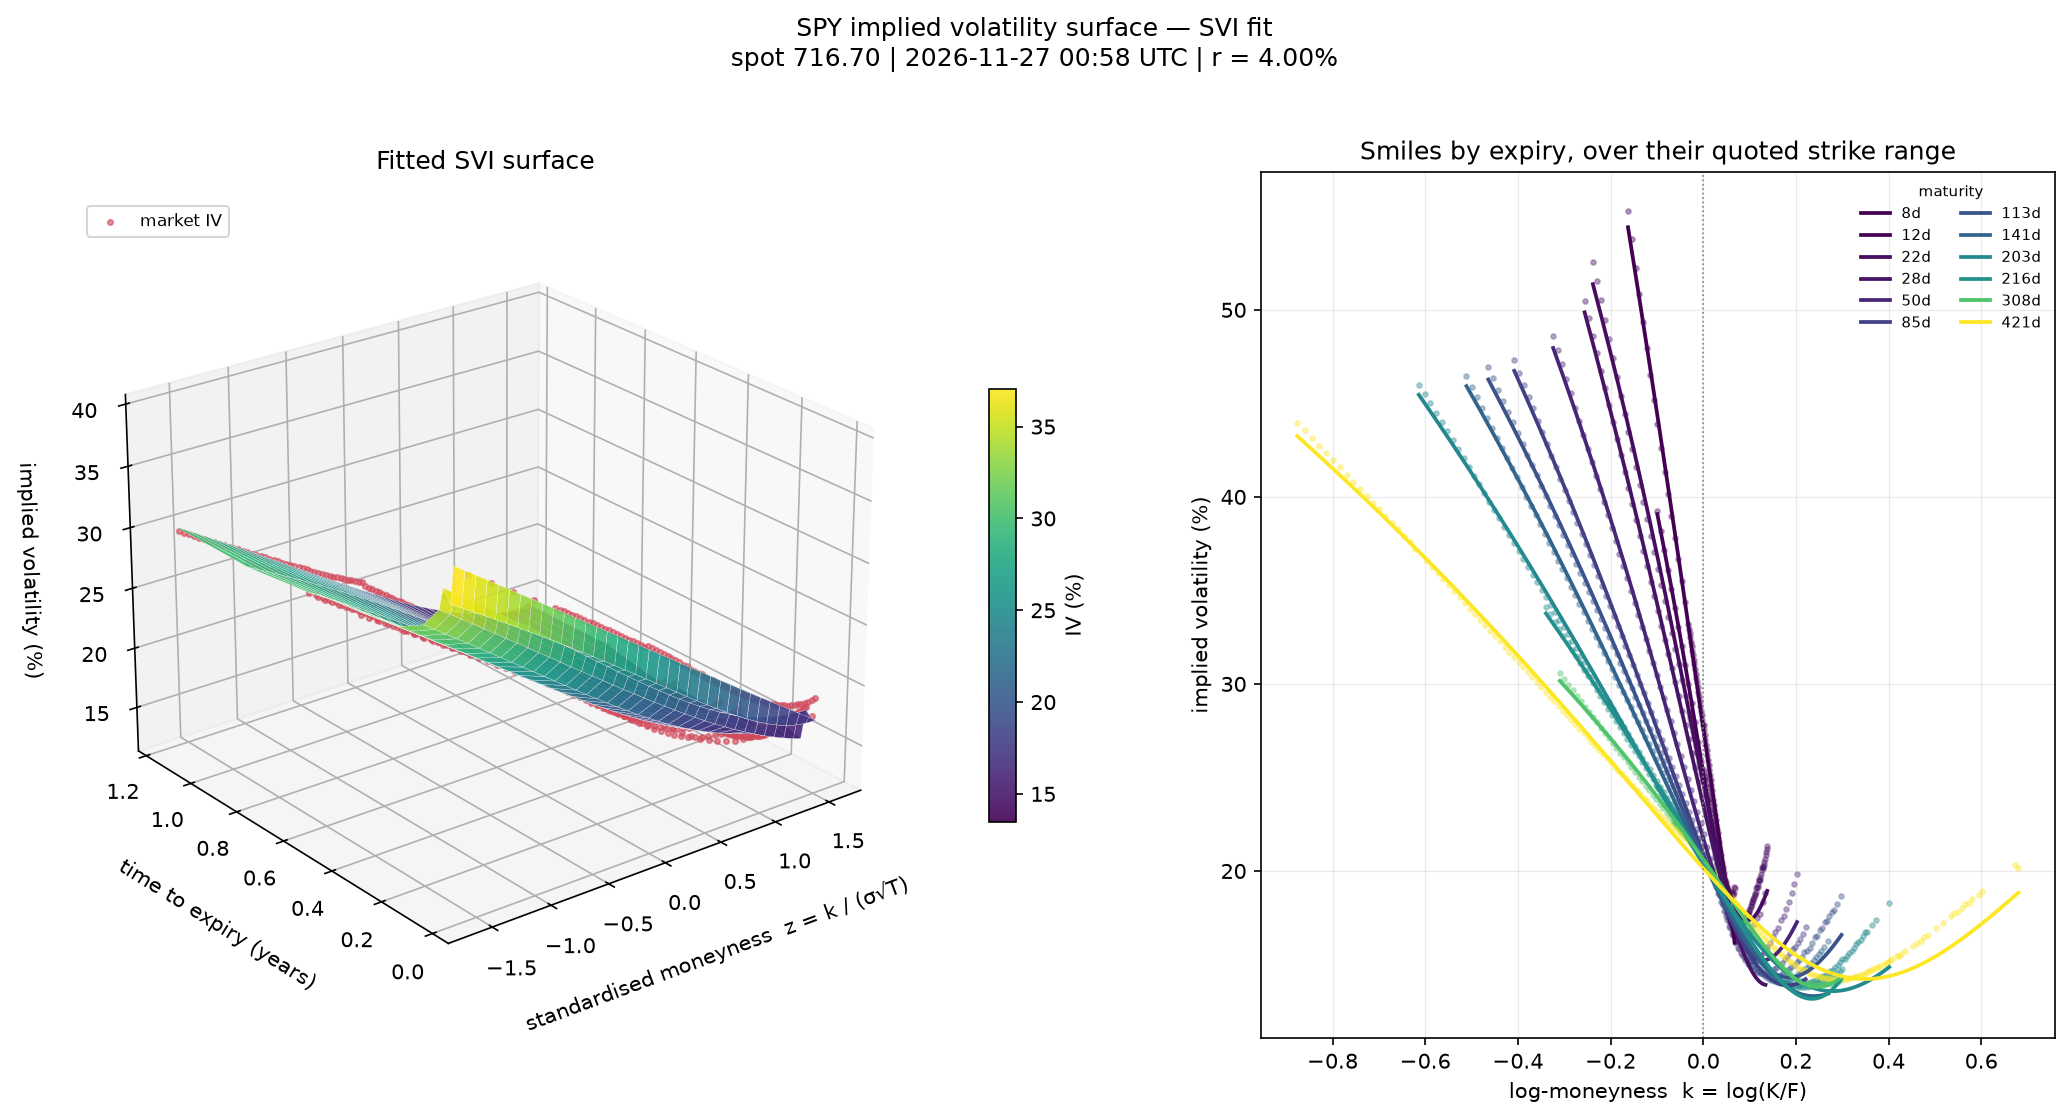 SPY implied volatility surface — SVI fit
spot 716.70 | 2026-11-27 00:58 UTC | r = 4.00%
Fitted SVI surface
market IV
40
35
30
25
20
15
implied volatility (%)
1.2
1.0
0.8
0.6
0.4
0.2
0.0
time to expiry (years)
−1.5
−1.0
−0.5
0.0
0.5
1.0
1.5
standardised moneyness z = k / (σ√T)
35
30
25
20
15
IV (%)
Smiles by expiry, over their quoted strike range
maturity
8d
12d
22d
28d
50d
85d
113d
141d
203d
216d
308d
421d
50
40
30
20
implied volatility (%)
−0.8
−0.6
−0.4
−0.2
0.0
0.2
0.4
0.6
log-moneyness k = log(K/F)